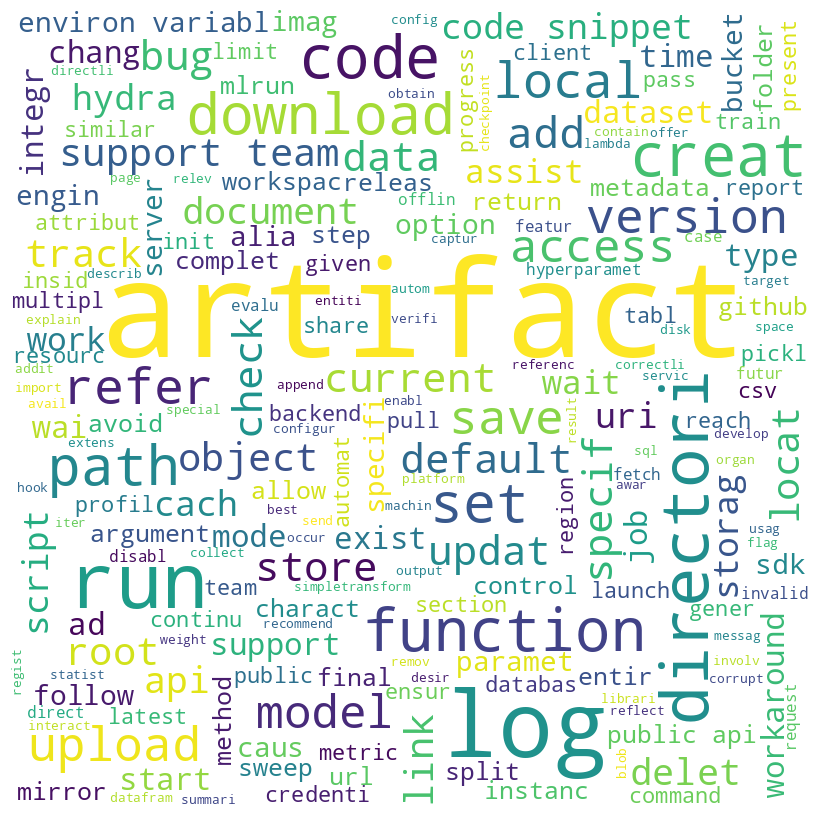 environ variabl
imag
config
code snippet
client
time
bucket
folder
present
chang
bug
limit
code
directli
mlrun
obtain
local
pass
progress
checkpoint
integr
hydra
download
dataset
similar
add
contain
offer
train
lambda
support team
data
assist
creat
page
relev
workspac
releas
metadata
report
engin
document
offlin
return
version
server
option
featur
attribut
init
alia
step
captur
access
case
type
track
complet
given
hyperparamet
target
insid
describ
artifact
multipl
evalu
entiti
autom
tabl
disk
space
github
explain
work
share
verifi
resourc
referenc
correctli
pickl
addit
servic
futur
refer
check
append
current
wait
csv
import
enabl
avail
special
backend
pull
save
uri
reach
develop
wai
avoid
configur
specifi
result
directori
locat
extens
path
object
default
sql
organ
platform
fetch
hook
automat
specif
awar
usag
profil
cach
allow
best
machin
storag
send
region
job
flag
iter
argument
mode
occur
exist
updat
script
disabl
collect
store
output
sdk
run
team
simpletransform
control
launch
invalid
set
charact
section
gener
ad
continu
recommend
function
messag
weight
root
support
paramet
remov
desir
workaround
regist
statist
public
final
databas
entir
involv
api
ensur
corrupt
follow
librari
method
model
log
reflect
direct
latest
link
public api
request
interact
upload
caus
metric
blob
start
sweep
url
split
delet
mirror
datafram
summari
credenti
instanc
command